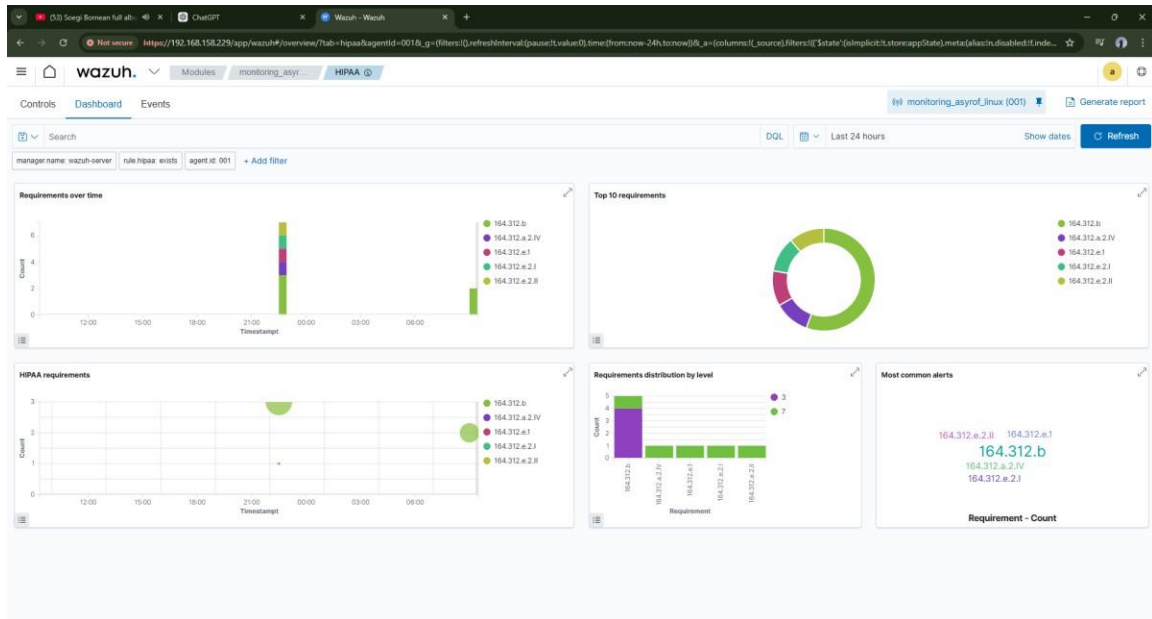 (53) Soegi Bornean full alb
ChatGPT
Wazuh - Wazuh
Not secure https://192.168.158.229/app/wazuh#/overview/?tab=hipaa&agentId=001&_g=(filters:!(),refreshInterval:(pause:!t,value:0),time:(from:now-24h,to:now))&_a=(columns:!(_source),filters:!(('$state':(isImplicit:!t,store:appState),meta:(alias:!n,disabled:!f,inde...
wazuh. Modules monitoring_asyr... HIPAA a
Controls Dashboard Events monitoring_asyrof_linux (001) Generate report
Search DQL Last 24 hours Show dates Refresh
manager.name: wazuh-server rule.hipaa: exists agent.id: 001 + Add filter
Requirements over time
6
4
2
0
Count
12:00 15:00 18:00 21:00 00:00 03:00 06:00
Timestampt
164.312.b
164.312.a.2.IV
164.312.e.1
164.312.e.2.I
164.312.e.2.II
Top 10 requirements
164.312.b
164.312.a.2.IV
164.312.e.1
164.312.e.2.I
164.312.e.2.II
HIPAA requirements
3
2
1
0
Count
12:00 15:00 18:00 21:00 00:00 03:00 06:00
Timestampt
164.312.b
164.312.a.2.IV
164.312.e.1
164.312.e.2.I
164.312.e.2.II
Requirements distribution by level
5
4
3
2
1
0
Count
164.312.b
164.312.a.2.IV
164.312.e.1
164.312.e.2.I
164.312.e.2.II
Requirement
3
7
Most common alerts
164.312.e.2.II 164.312.e.1
164.312.b
164.312.a.2.IV
164.312.e.2.I
Requirement - Count